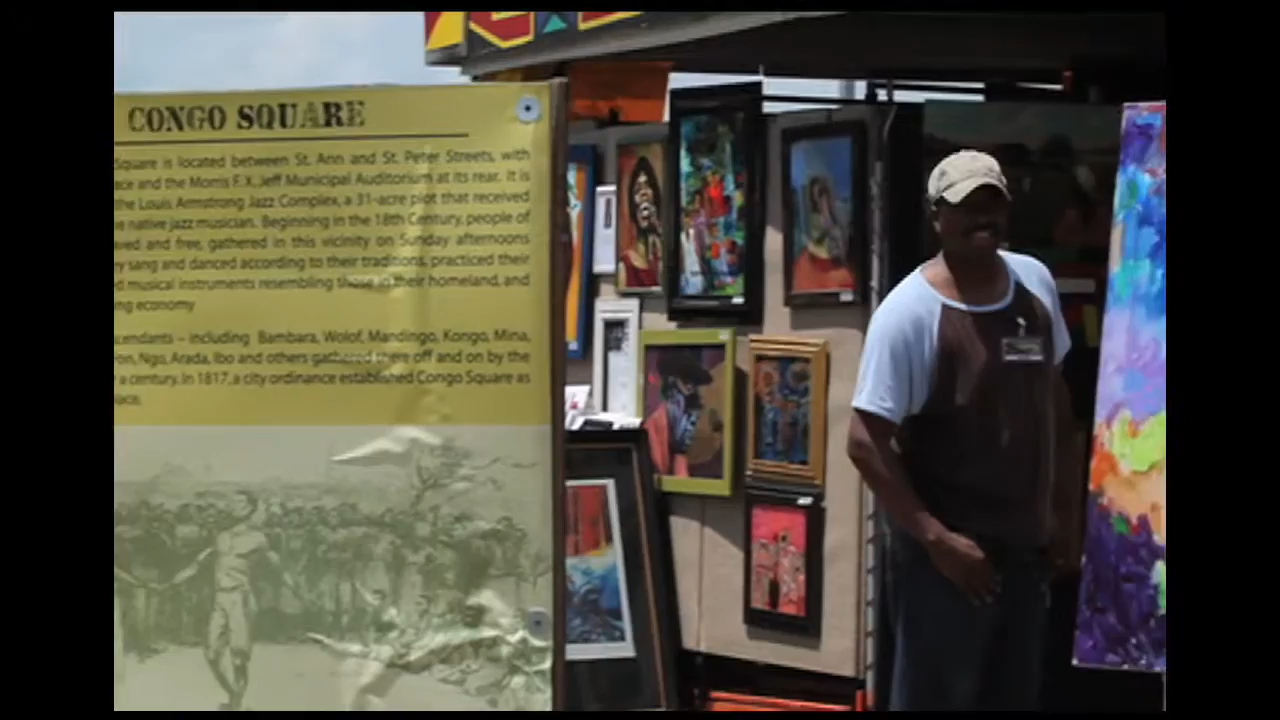 CONGO SQUARE
Square is located between St. Ann and St. Peter Streets, with
ace and the Morris F.X. Jeff Municipal Auditorium at its rear. It is
the Louis Armstrong Jazz Complex, a 31-acre plot that received
e native jazz musician. Beginning in the 18th Century, people of
aved and free, gathered in this vicinity on Sunday afternoons
ry sang and danced according to their traditions, practiced their
d musical instruments resembling those in their homeland, and
ng economy
cendants – including Bambara, Wolof, Mandingo, Kongo, Mina,
Fon, Ngo, Arada, Ibo and others gathered there off and on by the
a century. In 1817, a city ordinance established Congo Square as